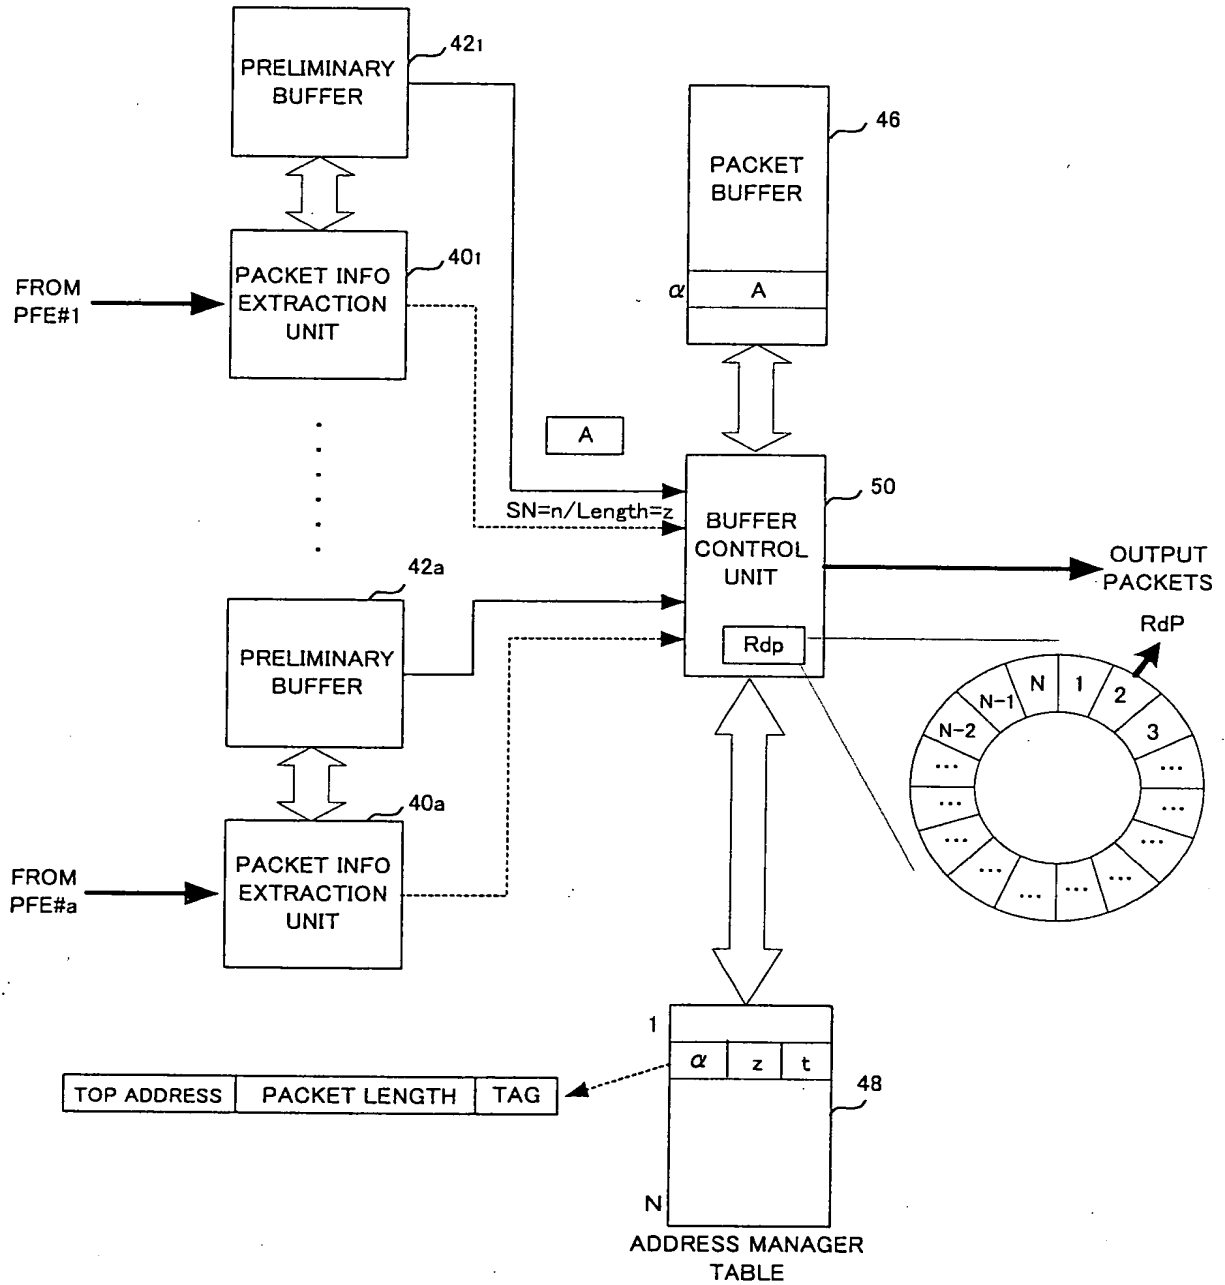 PRELIMINARY
BUFFER
421
PACKET
BUFFER
46
α
A
FROM
PFE#1
PACKET INFO
EXTRACTION
UNIT
401
A
SN=n/Length=z
BUFFER
CONTROL
UNIT
50
Rdp
OUTPUT
PACKETS
RdP
N-2
N-1
N
1
2
3
...
...
...
...
...
...
...
...
...
...
PRELIMINARY
BUFFER
42a
FROM
PFE#a
PACKET INFO
EXTRACTION
UNIT
40a
1
α z t
48
N
TOP ADDRESS PACKET LENGTH TAG
ADDRESS MANAGER
TABLE